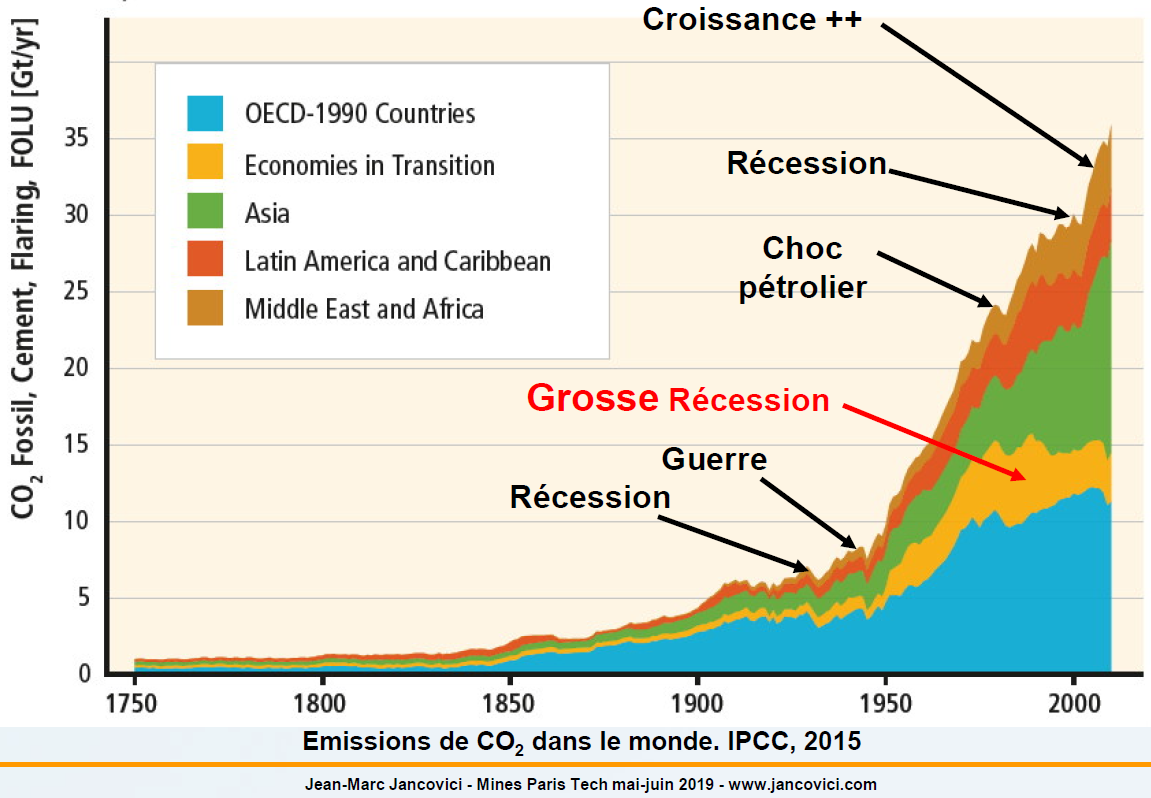 Croissance ++
CO₂ Fossil, Cement, Flaring, FOLU [Gt/yr]
OECD-1990 Countries
Economies in Transition
Asia
Latin America and Caribbean
Middle East and Africa
Récession
Choc
pétrolier
Grosse Récession
Guerre
Récession
35
30
25
20
15
10
5
0
1750 1800 1850 1900 1950 2000
Emissions de CO₂ dans le monde. IPCC, 2015
Jean-Marc Jancovici - Mines Paris Tech mai-juin 2019 - www.jancovici.com